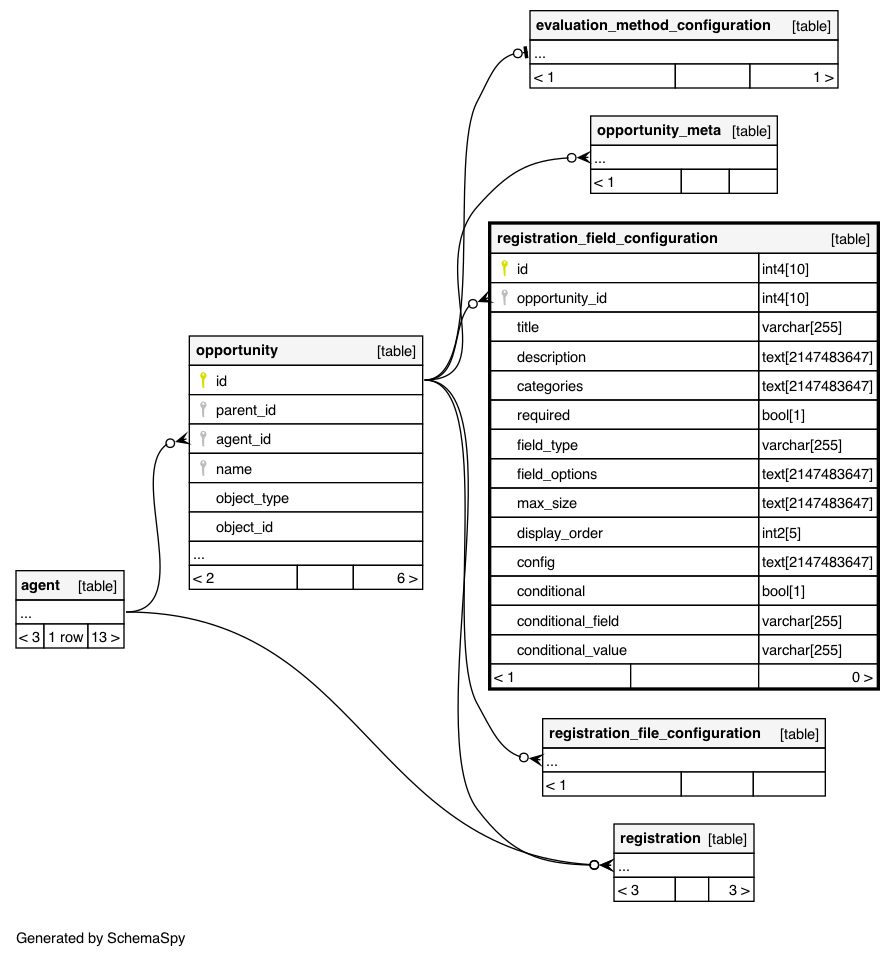 evaluation_method_configuration [table]
...
< 1 1 >
opportunity_meta [table]
...
< 1
registration_field_configuration [table]
id int4[10]
opportunity_id int4[10]
title varchar[255]
description text[2147483647]
categories text[2147483647]
required bool[1]
field_type varchar[255]
field_options text[2147483647]
max_size text[2147483647]
display_order int2[5]
config text[2147483647]
conditional bool[1]
conditional_field varchar[255]
conditional_value varchar[255]
< 1 0 >
opportunity [table]
id
parent_id
agent_id
name
object_type
object_id
...
< 2 6 >
agent [table]
...
< 3 1 row 13 >
registration_file_configuration [table]
...
< 1
registration [table]
...
< 3 3 >
Generated by SchemaSpy